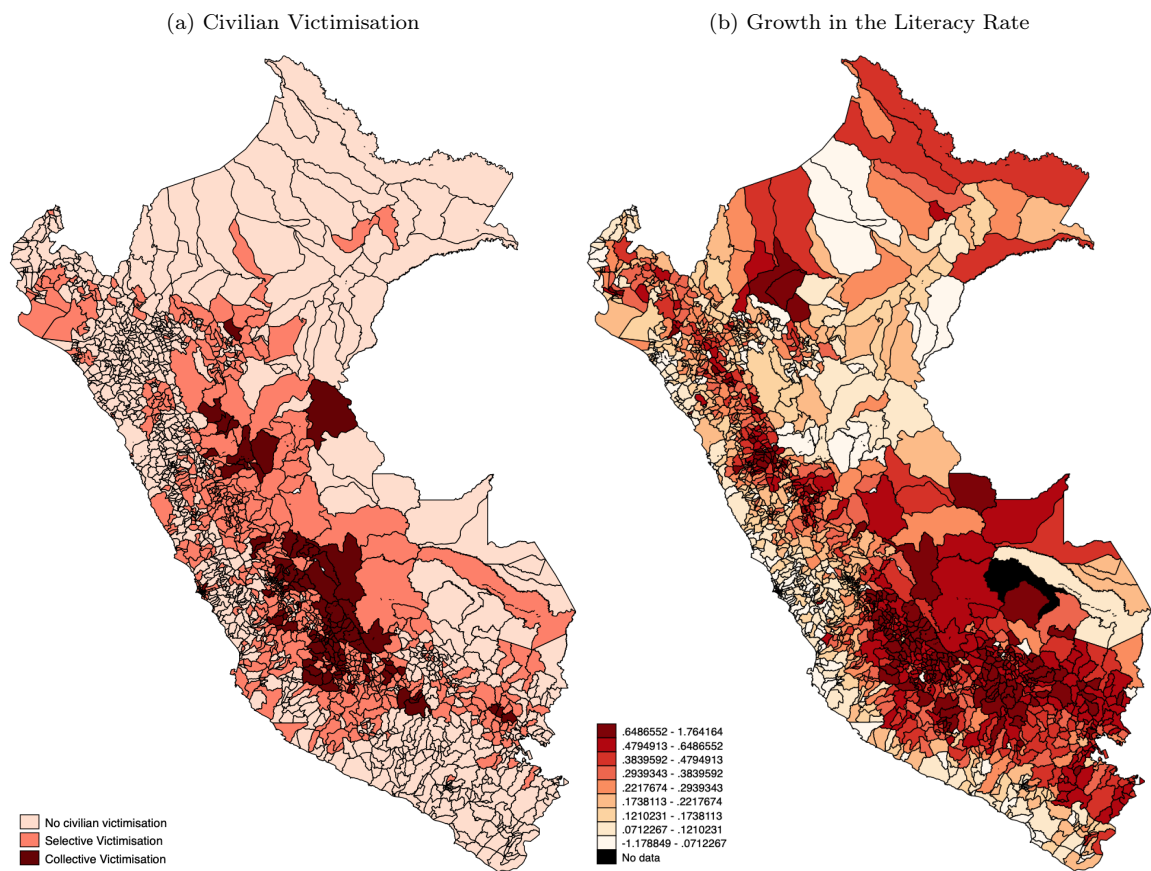 (a) Civilian Victimisation
(b) Growth in the Literacy Rate
No civilian victimisation
Selective Victimisation
Collective Victimisation
.6486552 - 1.764164
.4794913 - .6486552
.3839592 - .4794913
.2939343 - .3839592
.2217674 - .2939343
.1738113 - .2217674
.1210231 - .1738113
.0712267 - .1210231
-1.178849 - .0712267
No data